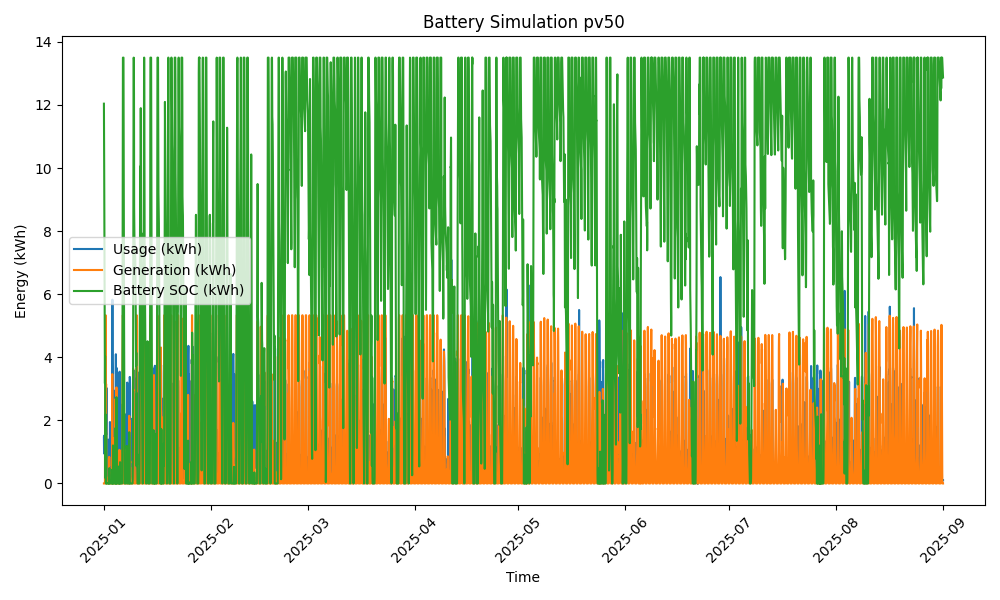 Battery Simulation pv50
Energy (kWh)
14
12
10
8
6
4
2
0
Usage (kWh)
Generation (kWh)
Battery SOC (kWh)
2025-01
2025-02
2025-03
2025-04
2025-05
2025-06
2025-07
2025-08
2025-09
Time